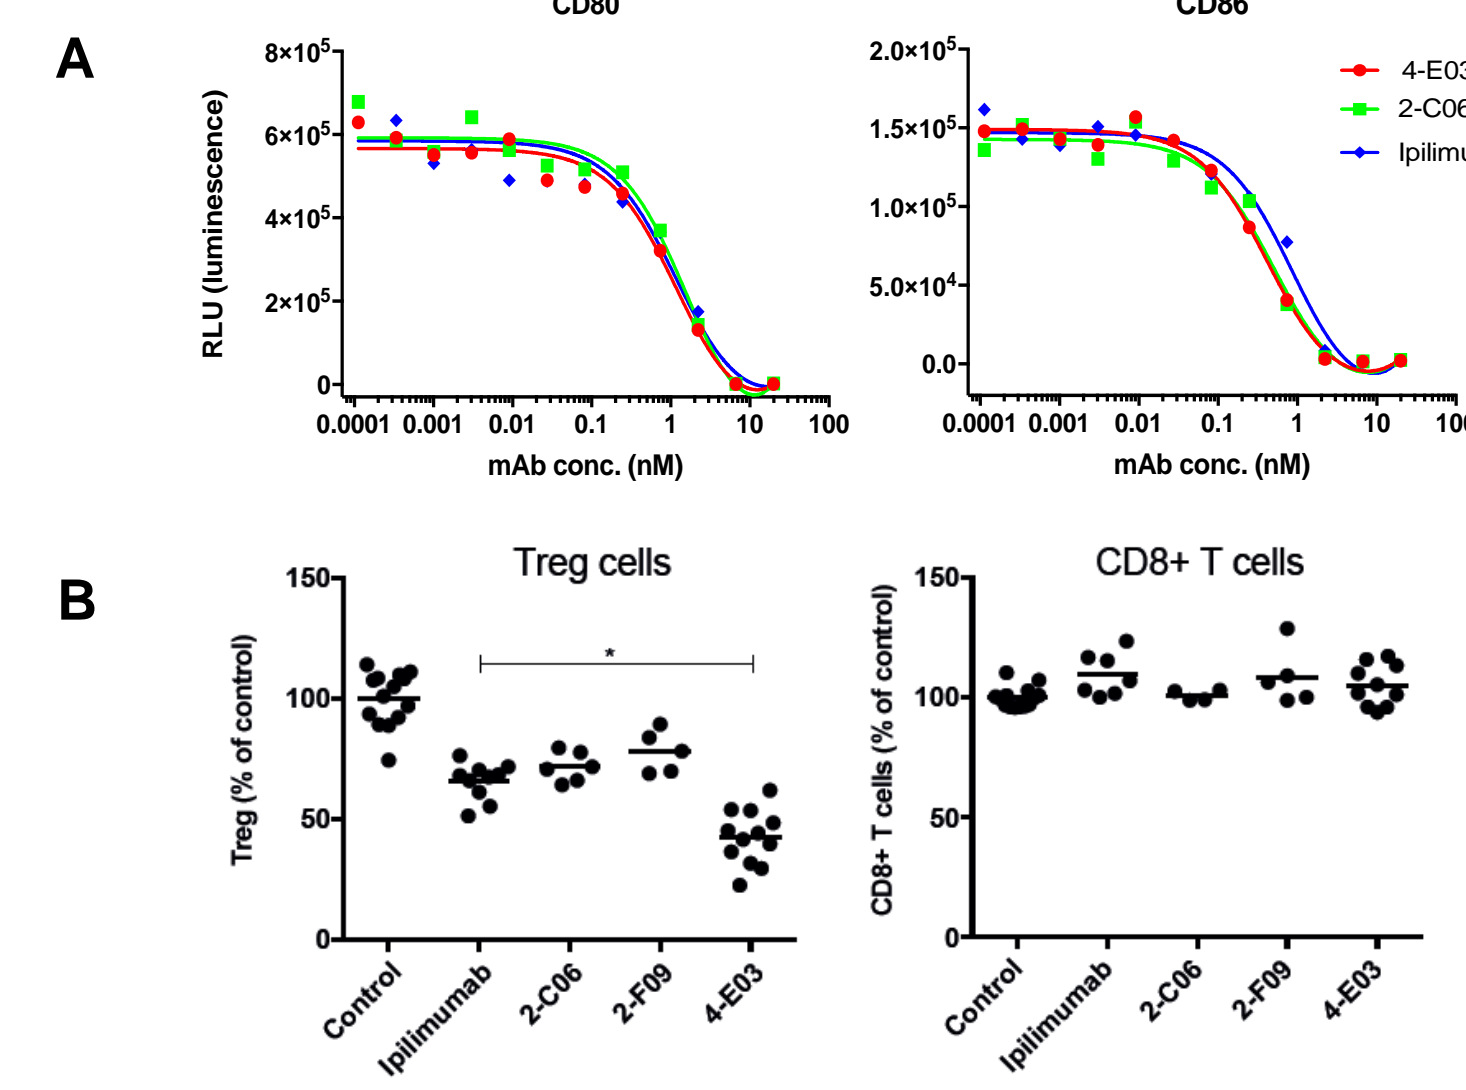 CD80
CD86
A
8×10⁵
6×10⁵
4×10⁵
2×10⁵
0
RLU (luminescence)
0.0001 0.001 0.01 0.1 1 10 100
mAb conc. (nM)
2.0×10⁵
1.5×10⁵
1.0×10⁵
5.0×10⁴
0.0
0.0001 0.001 0.01 0.1 1 10
mAb conc. (nM)
4-E03
2-C06
B
Treg cells
150
100
50
0
Treg (% of control)
*
Control
Ipilimumab
2-C06
2-F09
4-E03
CD8+ T cells
150
100
50
0
CD8+ T cells (% of control)
Control
Ipilimumab
2-C06
2-F09
4-E03